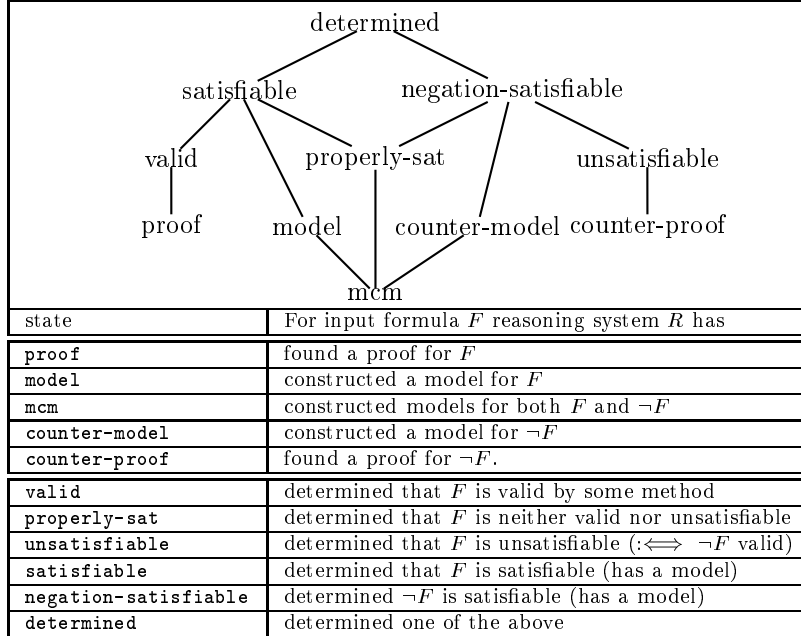 determined
satisfiable negation-satisfiable
valid properly-sat unsatisfiable
proof model counter-model counter-proof
mcm
state For input formula F reasoning system R has
proof found a proof for F
model constructed a model for F
mcm constructed models for both F and ¬F
counter-model constructed a model for ¬F
counter-proof found a proof for ¬F.
valid determined that F is valid by some method
properly-sat determined that F is neither valid nor unsatisfiable
unsatisfiable determined that F is unsatisfiable (:⟺ ¬F valid)
satisfiable determined that F is satisfiable (has a model)
negation-satisfiable determined ¬F is satisfiable (has a model)
determined determined one of the above